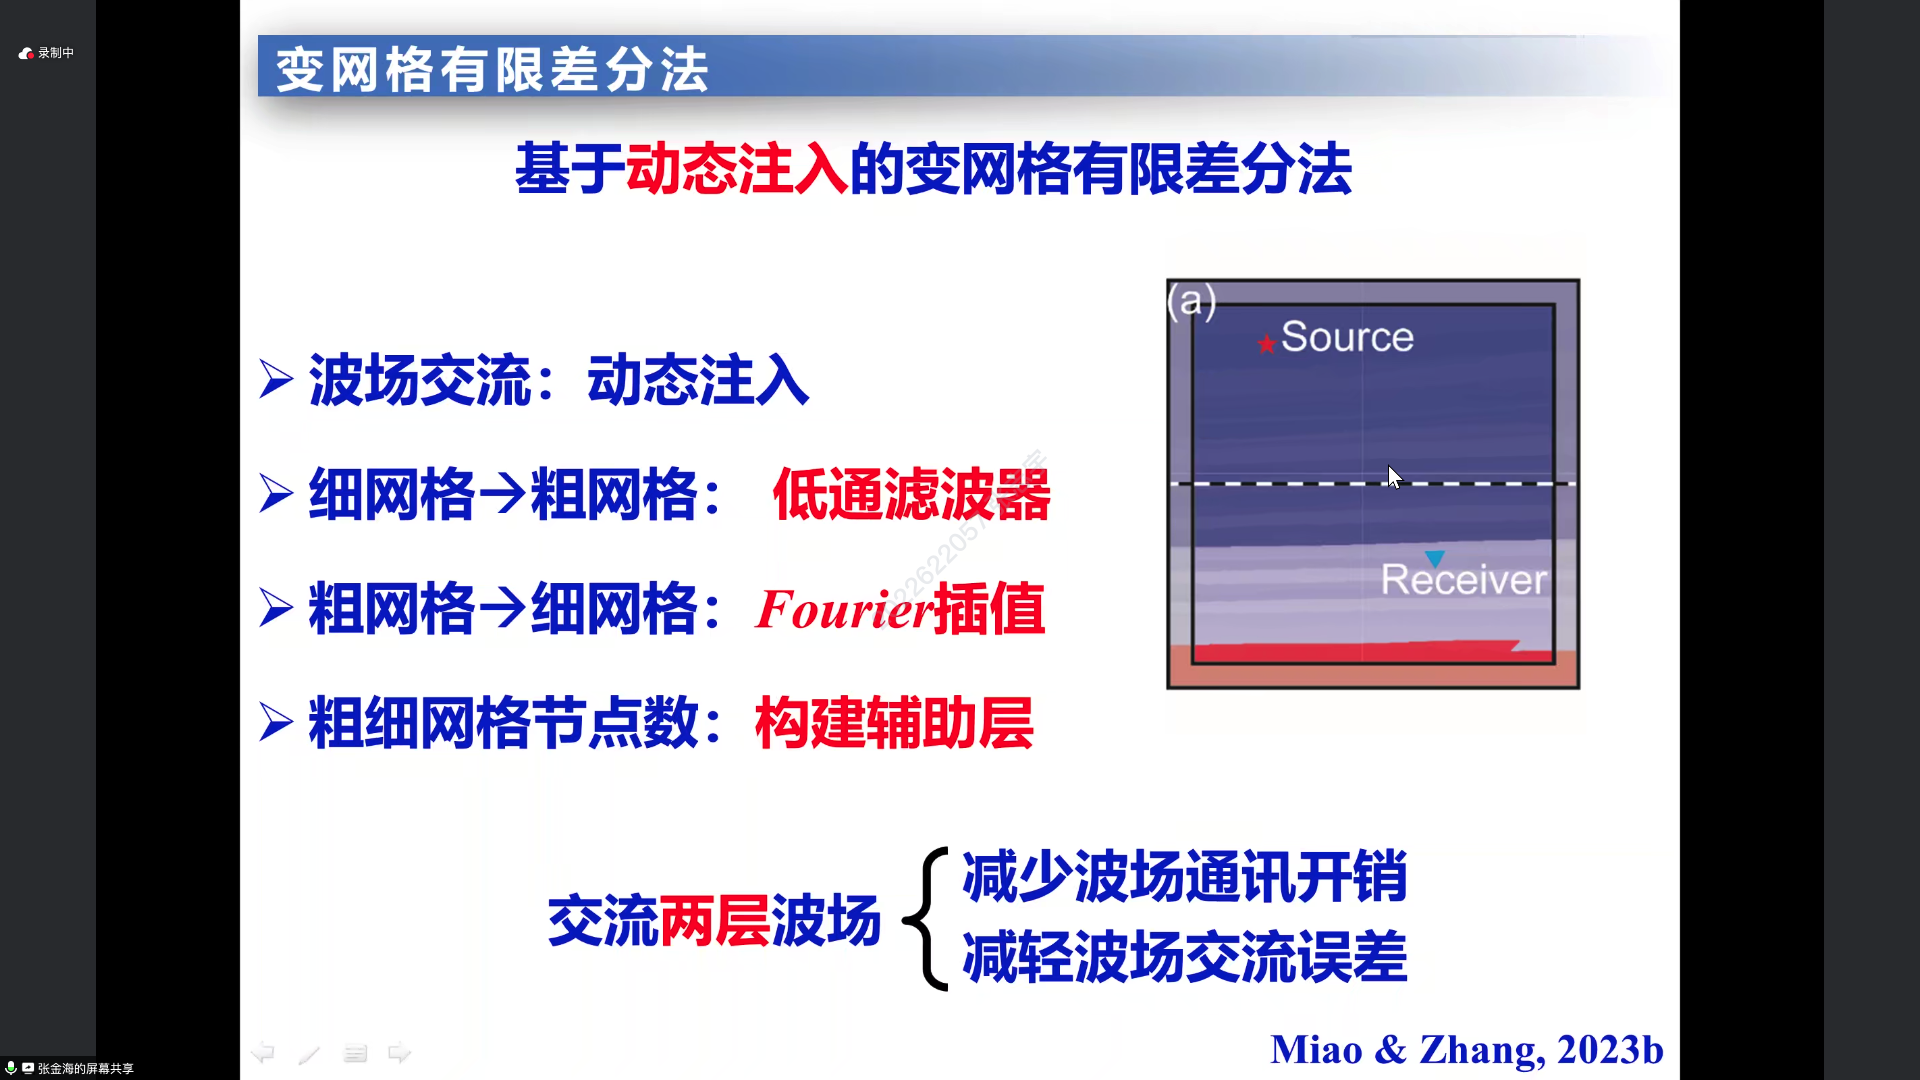 录制中
变网格有限差分法
基于动态注入的变网格有限差分法
(a)
Source
Receiver
➢ 波场交流：动态注入
➢ 细网格→粗网格： 低通滤波器
➢ 粗网格→细网格：Fourier插值
➢ 粗细网格节点数：构建辅助层
交流两层波场
减少波场通讯开销
减轻波场交流误差
Miao & Zhang, 2023b
张金海的屏幕共享